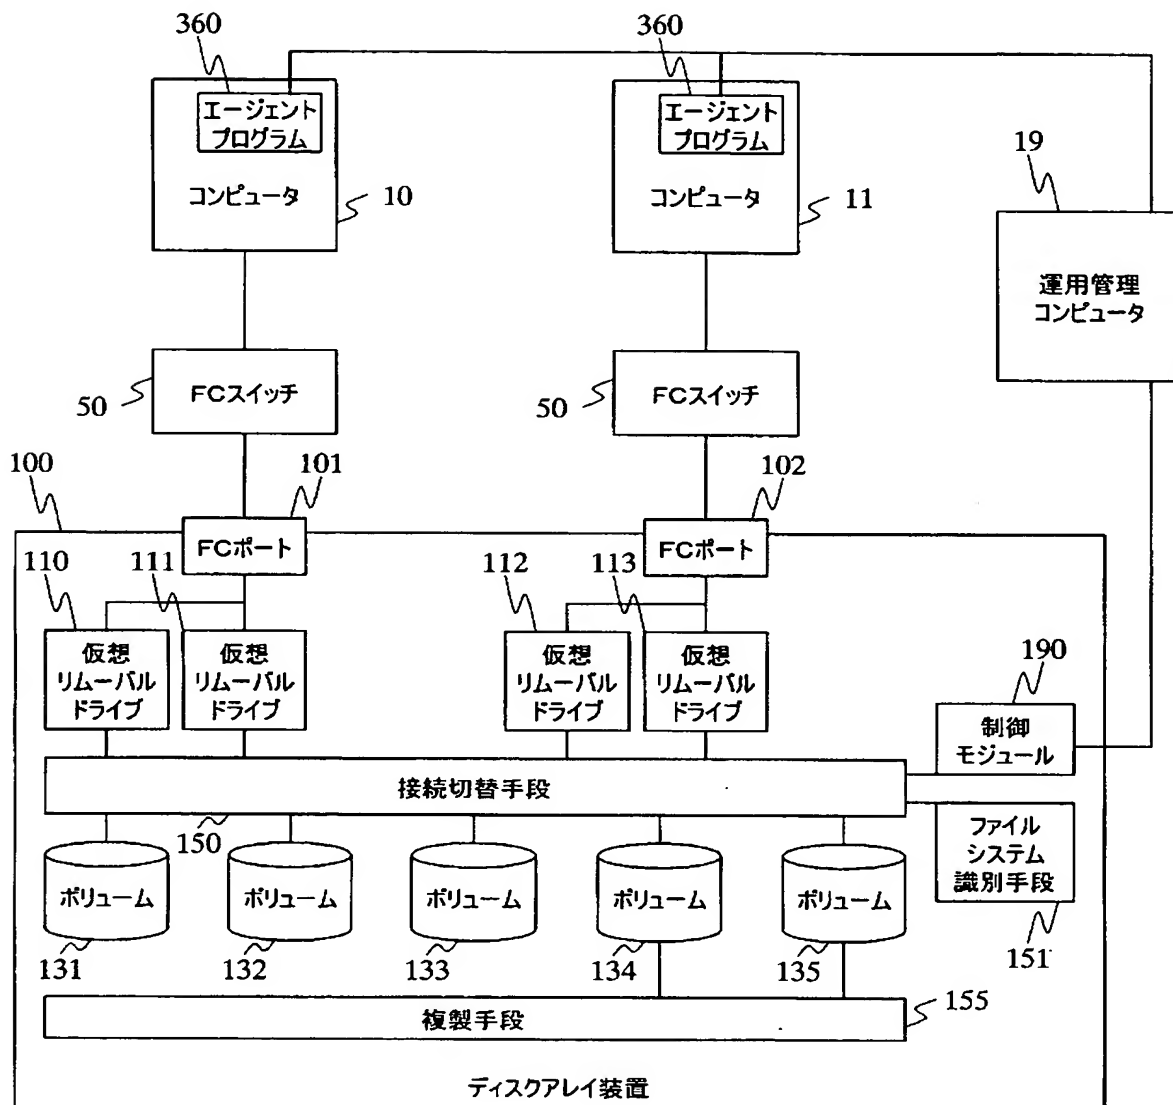 360
360
エージェント
プログラム
エージェント
プログラム
19
コンピュータ
10
コンピュータ
11
運用管理
コンピュータ
50
FCスイッチ
50
FCスイッチ
100
101
102
FCポート
FCポート
110
111
112
113
仮想
リムーバル
ドライブ
仮想
リムーバル
ドライブ
仮想
リムーバル
ドライブ
仮想
リムーバル
ドライブ
190
制御
モジュール
接続切替手段
150
ファイル
システム
識別手段
151
ボリューム
ボリューム
ボリューム
ボリューム
ボリューム
131
132
133
134
135
複製手段
155
ディスクアレイ装置